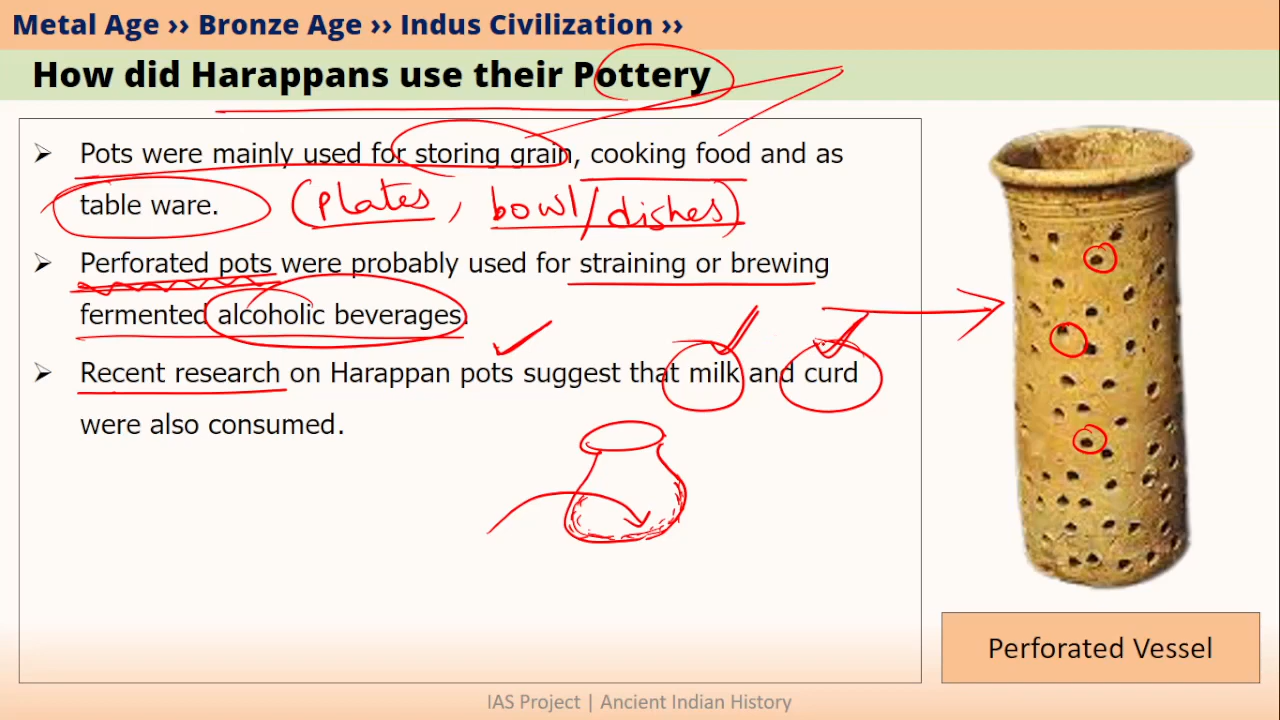 Metal Age ›› Bronze Age ›› Indus Civilization ››
How did Harappans use their Pottery
➢ Pots were mainly used for storing grain, cooking food and as
table ware. (plates, bowl/dishes)
➢ Perforated pots were probably used for straining or brewing
fermented alcoholic beverages.
➢ Recent research on Harappan pots suggest that milk and curd
were also consumed.
Perforated Vessel
IAS Project | Ancient Indian History